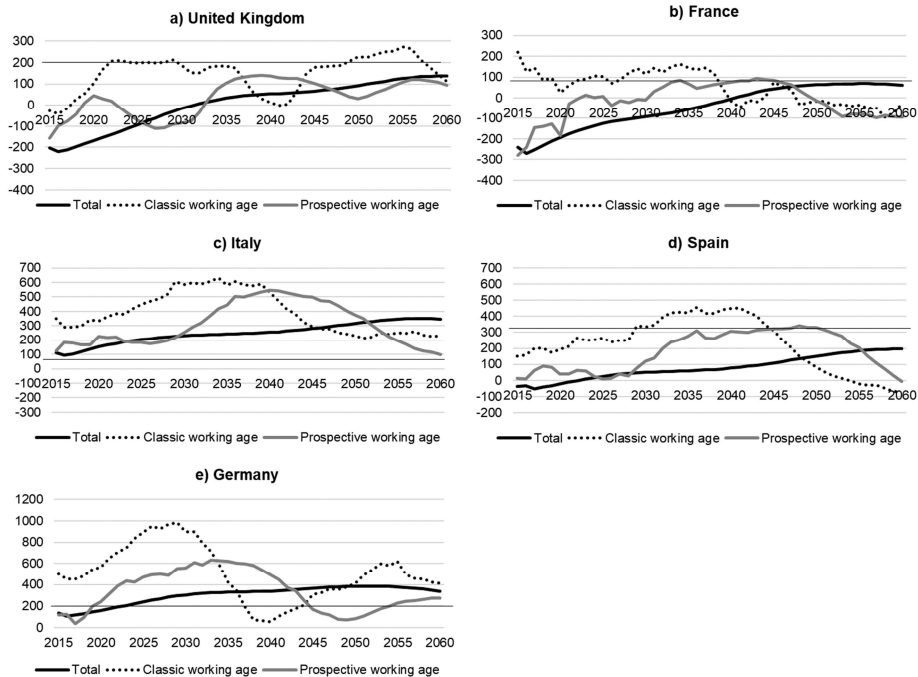 a) United Kingdom
300
200
100
0
-100
-200
-300
-400
2015 2020 2025 2030 2035 2040 2045 2050 2055 2060
Total Classic working age Prospective working age
b) France
300
200
100
0
-100
-200
-300
-400
2015 2020 2025 2030 2035 2040 2045 2050 2055 2060
Total Classic working age Prospective working age
c) Italy
700
600
500
400
300
200
100
0
-100
-200
-300
2015 2020 2025 2030 2035 2040 2045 2050 2055 2060
Total Classic working age Prospective working age
d) Spain
700
600
500
400
300
200
100
0
-100
-200
2015 2020 2025 2030 2035 2040 2045 2050 2055 2060
Total Classic working age Prospective working age
e) Germany
1200
1000
800
600
400
200
0
2015 2020 2025 2030 2035 2040 2045 2050 2055 2060
Total Classic working age Prospective working age